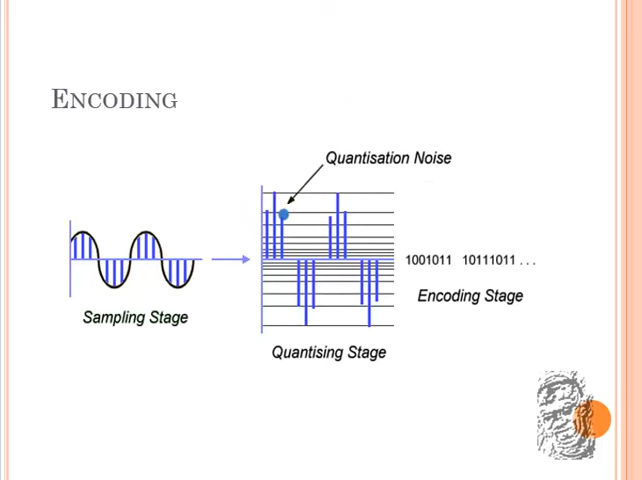 ENCODING
Quantisation Noise
1001011 10111011 . . .
Encoding Stage
Sampling Stage
Quantising Stage